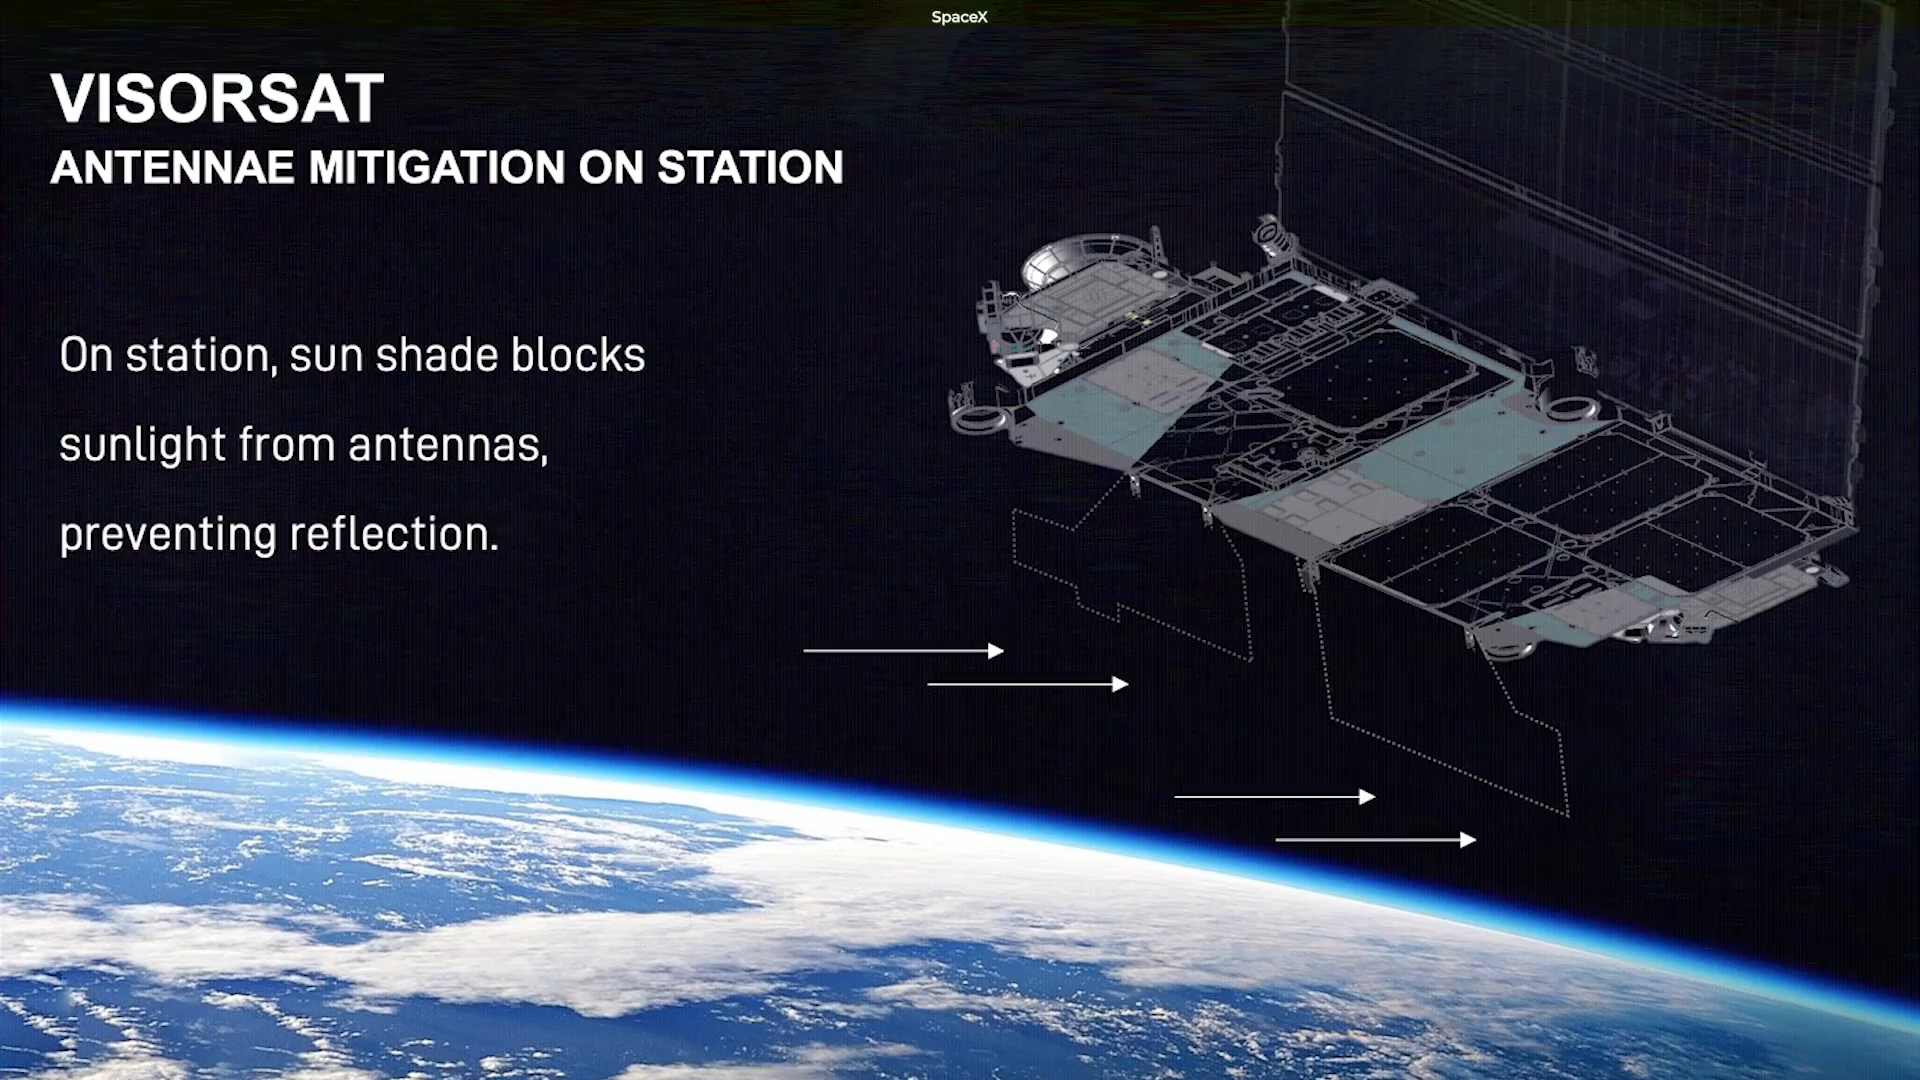 SpaceX
VISORSAT
ANTENNAE MITIGATION ON STATION
On station, sun shade blocks
sunlight from antennas,
preventing reflection.